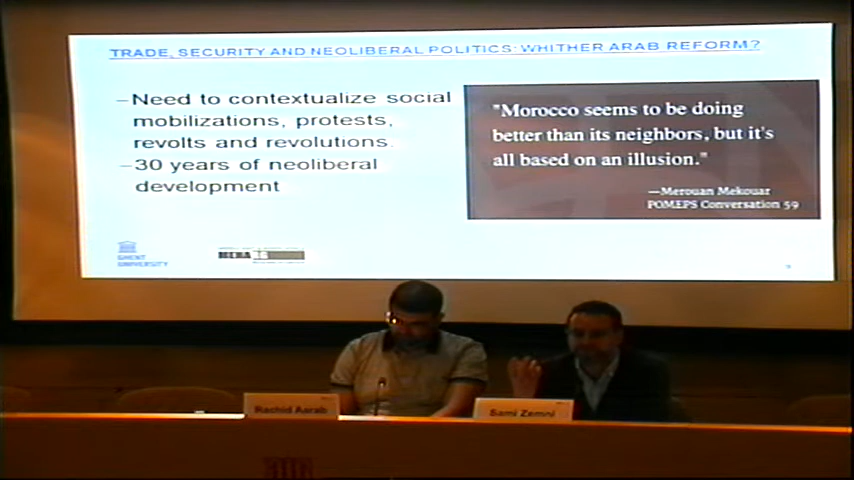 TRADE, SECURITY AND NEOLIBERAL POLITICS: WHITHER ARAB REFORM?
–Need to contextualize social
mobilizations, protests,
revolts and revolutions.
–30 years of neoliberal
development
"Morocco seems to be doing
better than its neighbors, but it's
all based on an illusion."
—Merouan Mekouar
POMEPS Conversation 59
GHENT
UNIVERSITY
Rachid Aarab
Sami Zemni